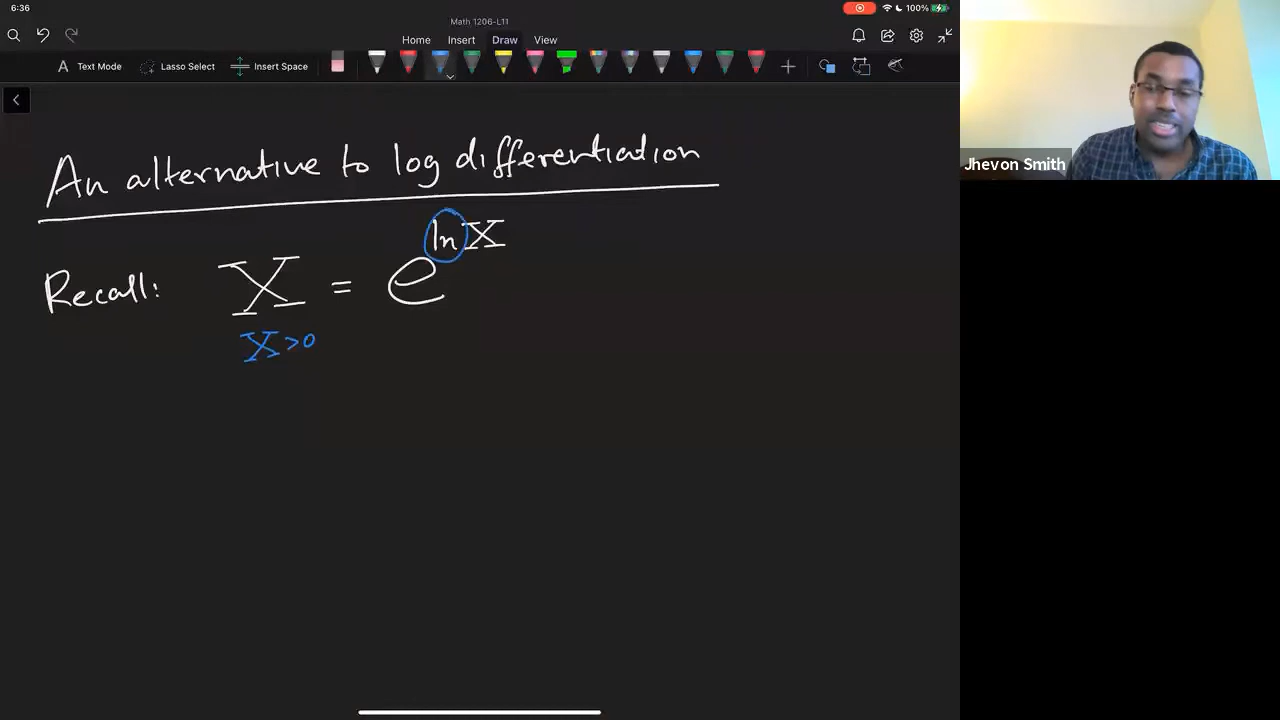 6:36
100%
Math 1206-L11
Home Insert Draw View
Text Mode Lasso Select Insert Space
An alternative to log differentiation
Recall: X = e^{ln X}
X > 0
Jhevon Smith